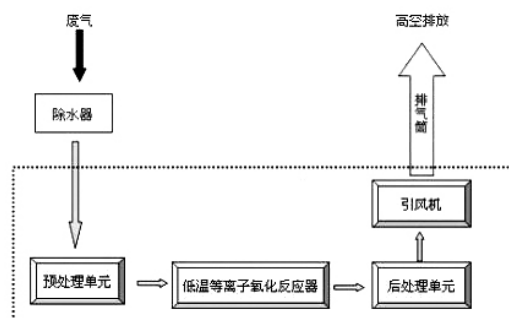 废气
高空排放
除水器
排气筒
引风机
预处理单元
低温等离子氧化反应器
后处理单元